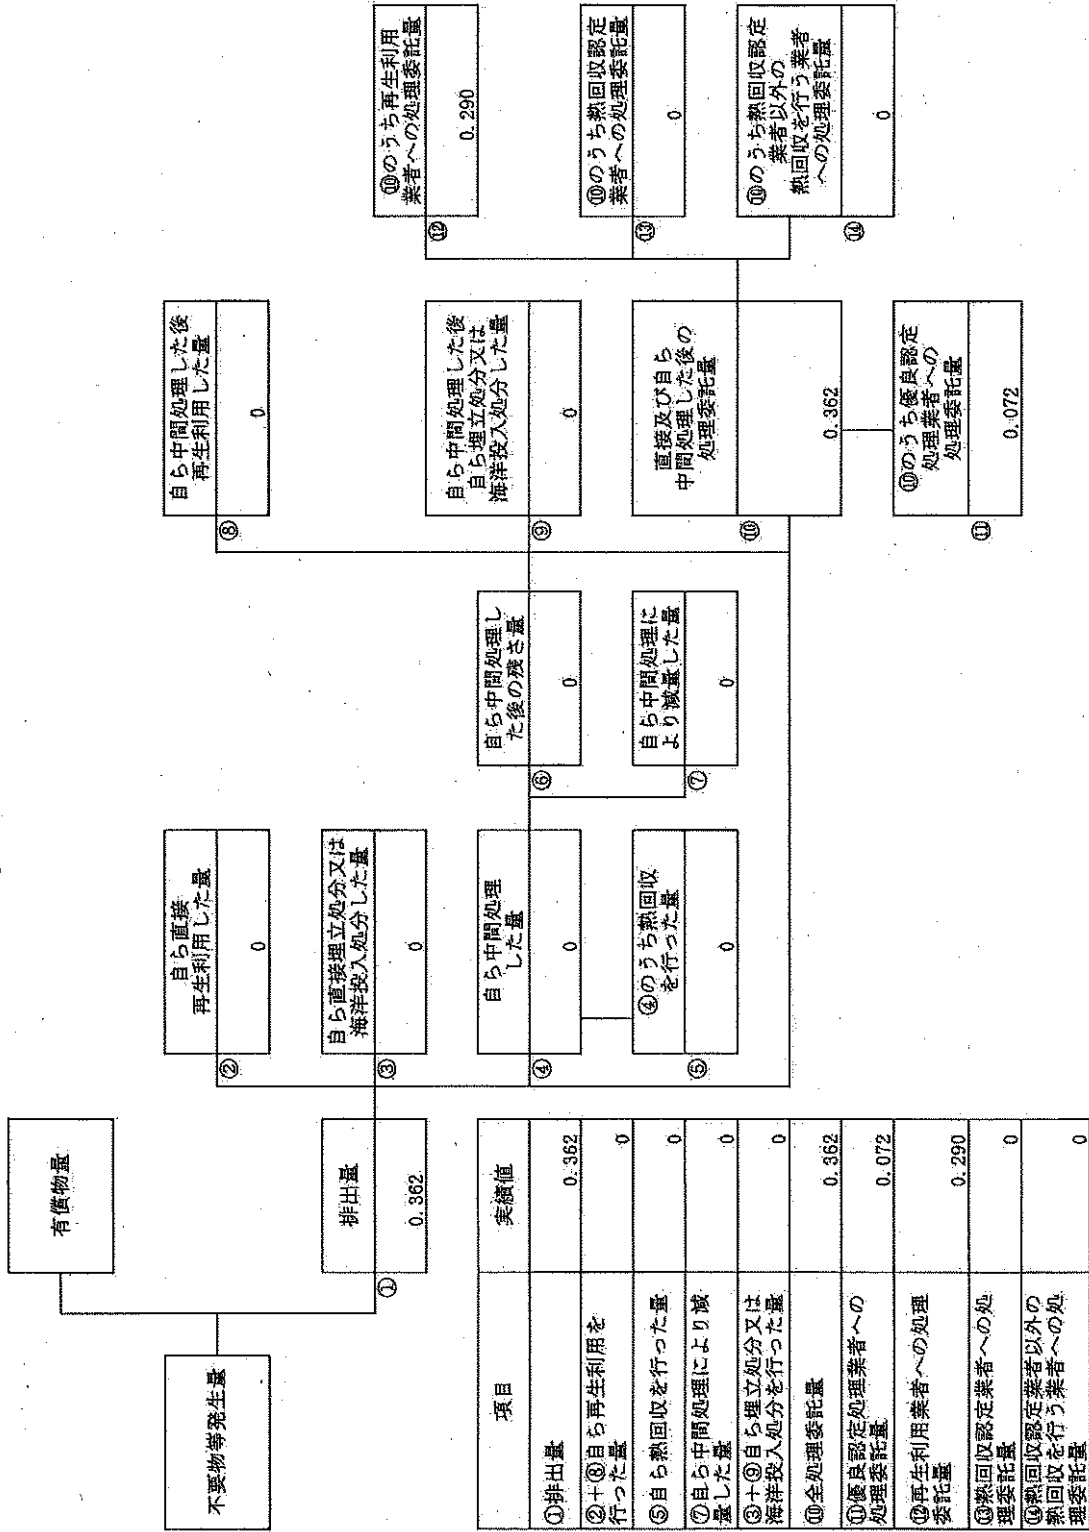 不要物等発生量
有償物量
①
排出量
0.362
②
自ら直接
再生利用した量
0
③
自ら直接埋立処分又は
海洋投入処分した量
0
④
自ら中間処理
した量
0
⑤
④のうち熱回収
を行った量
0
⑥
自ら中間処理し
た後の残さ量
0
⑦
自ら中間処理に
より減量した量
0
⑧
自ら中間処理した後
再生利用した量
0
⑨
自ら中間処理した後
自ら埋立処分又は
海洋投入処分した量
0
⑩
直接及び自ら
中間処理した後の
処理委託量
0.362
⑪
⑩のうち優良認定
処理業者への
処理委託量
0.072
⑫
⑩のうち再生利用
業者への処理委託量
0.290
⑬
⑩のうち熱回収認定
業者への処理委託量
0
⑭
⑩のうち熱回収認定
業者以外の
熱回収を行う業者
への処理委託量
0
項目 実績値
①排出量 0.362
②+⑧自ら再生利用を
行った量 0
⑤自ら熱回収を行った量 0
⑦自ら中間処理により減
量した量 0
③+⑨自ら埋立処分又は
海洋投入処分を行った量 0
⑩全処理委託量 0.362
⑪優良認定処理業者への
処理委託量 0.072
⑫再生利用業者への処理
委託量 0.290
⑬熱回収認定業者への処
理委託量 0
⑭熱回収認定業者以外の
熱回収を行う業者への処
理委託量 0